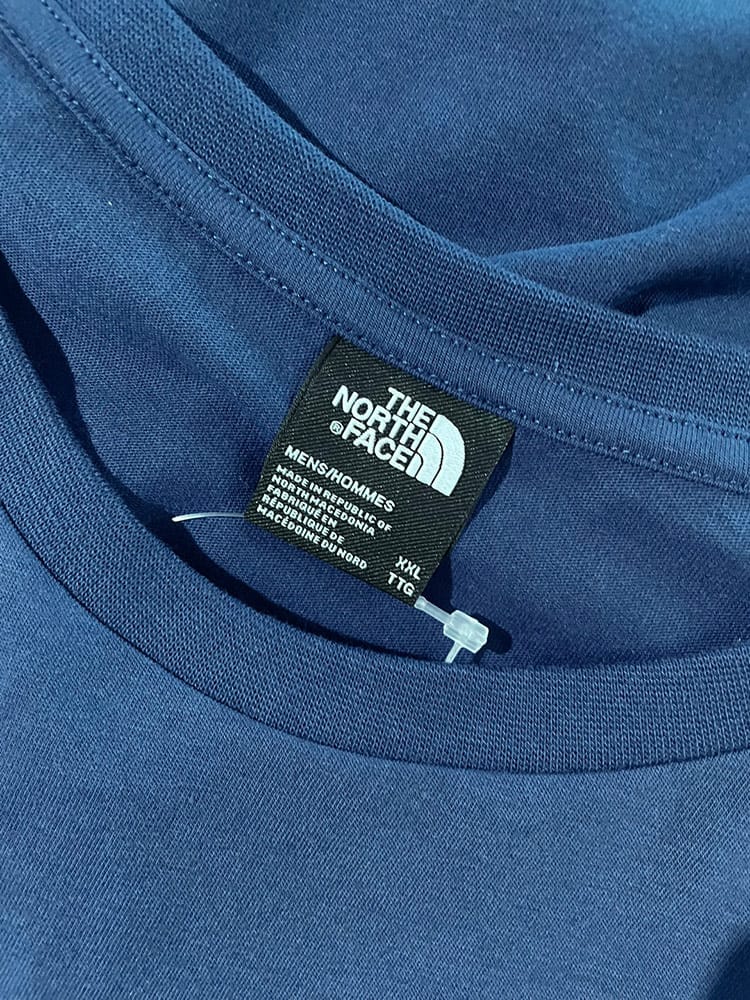 THE
NORTH
®FACE
MENS/HOMMES
MADE IN REPUBLIC OF
NORTH MACEDONIA
FABRIQUÉ EN
RÉPUBLIQUE DE
MACÉDOINE DU NORD
XXL
TTG